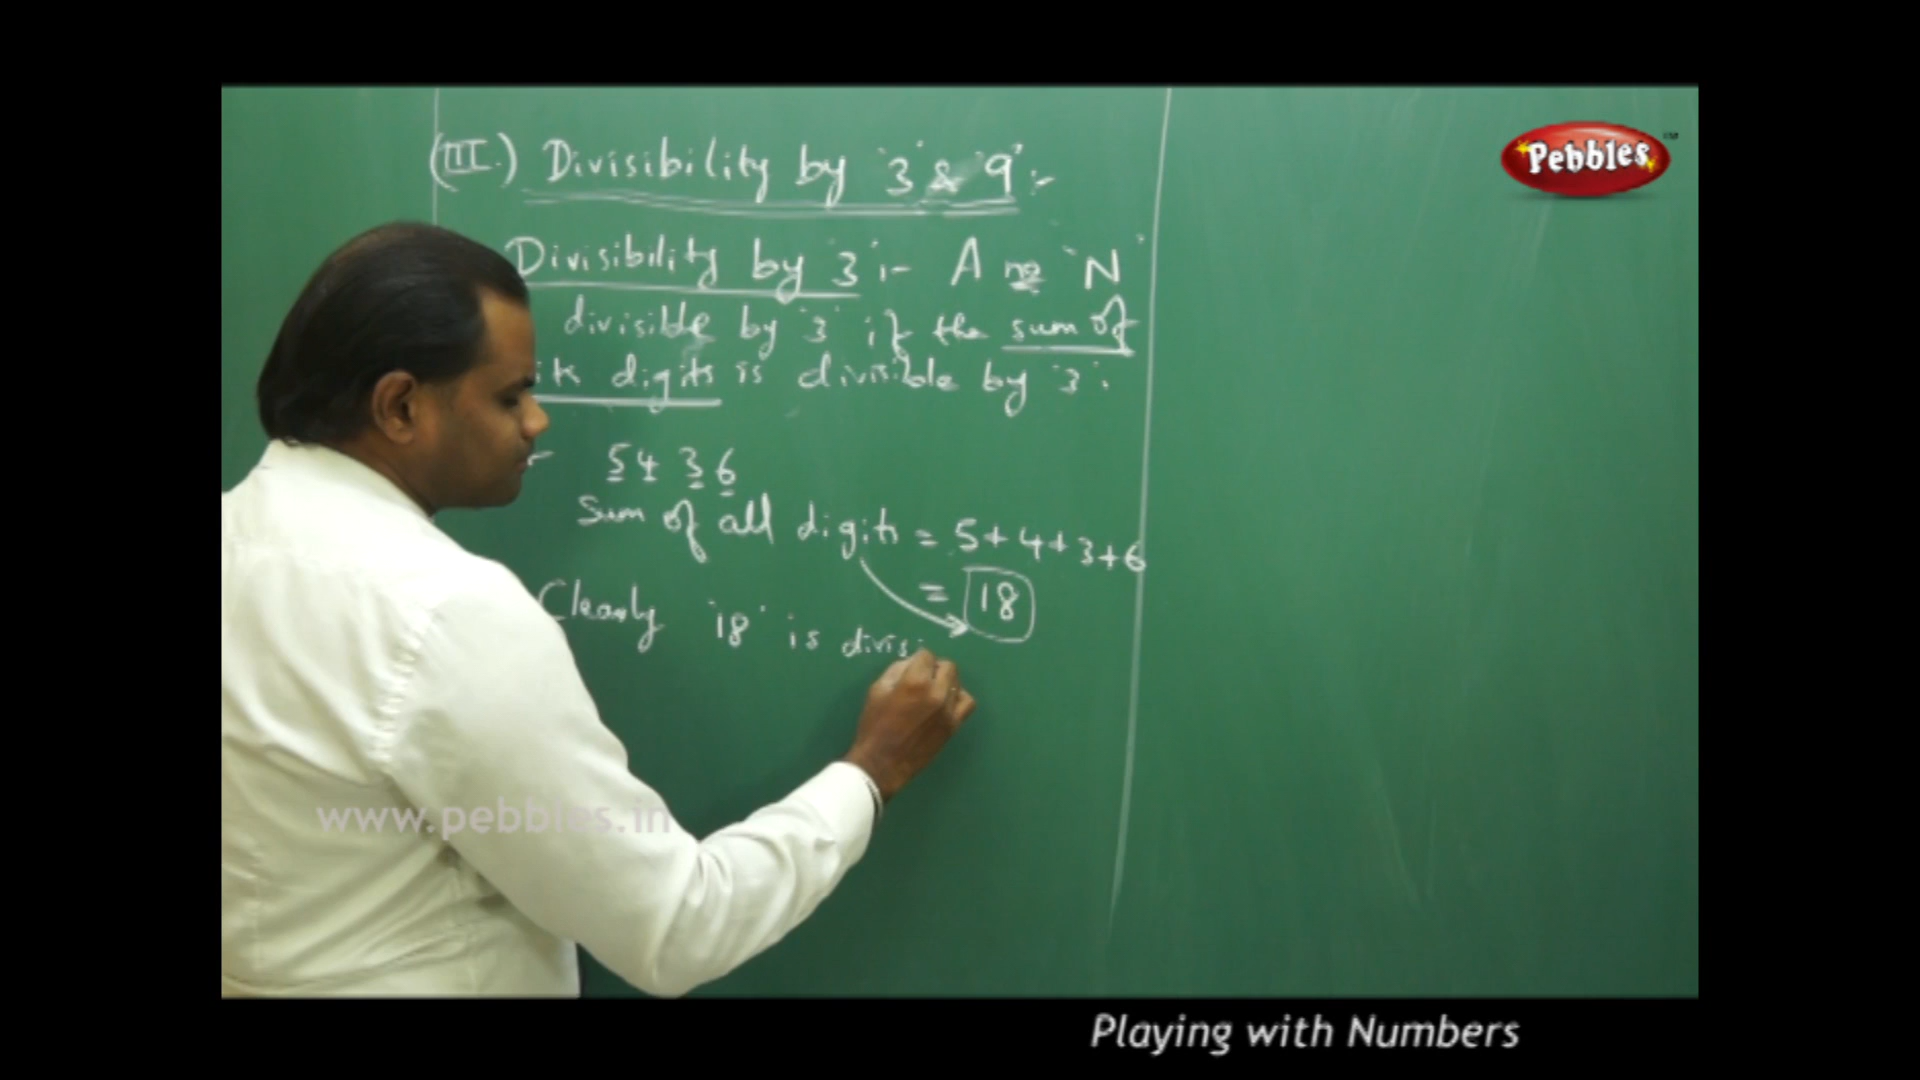 (III.) Divisibility by '3' & '9' :-
Pebbles
Divisibility by '3' :- A no 'N'
divisible by '3' if the sum of
its digits is divisible by '3'.
5436
Sum of all digits = 5+4+3+6
= 18
Clearly '18' is divisi
www.pebbles.in
Playing with Numbers